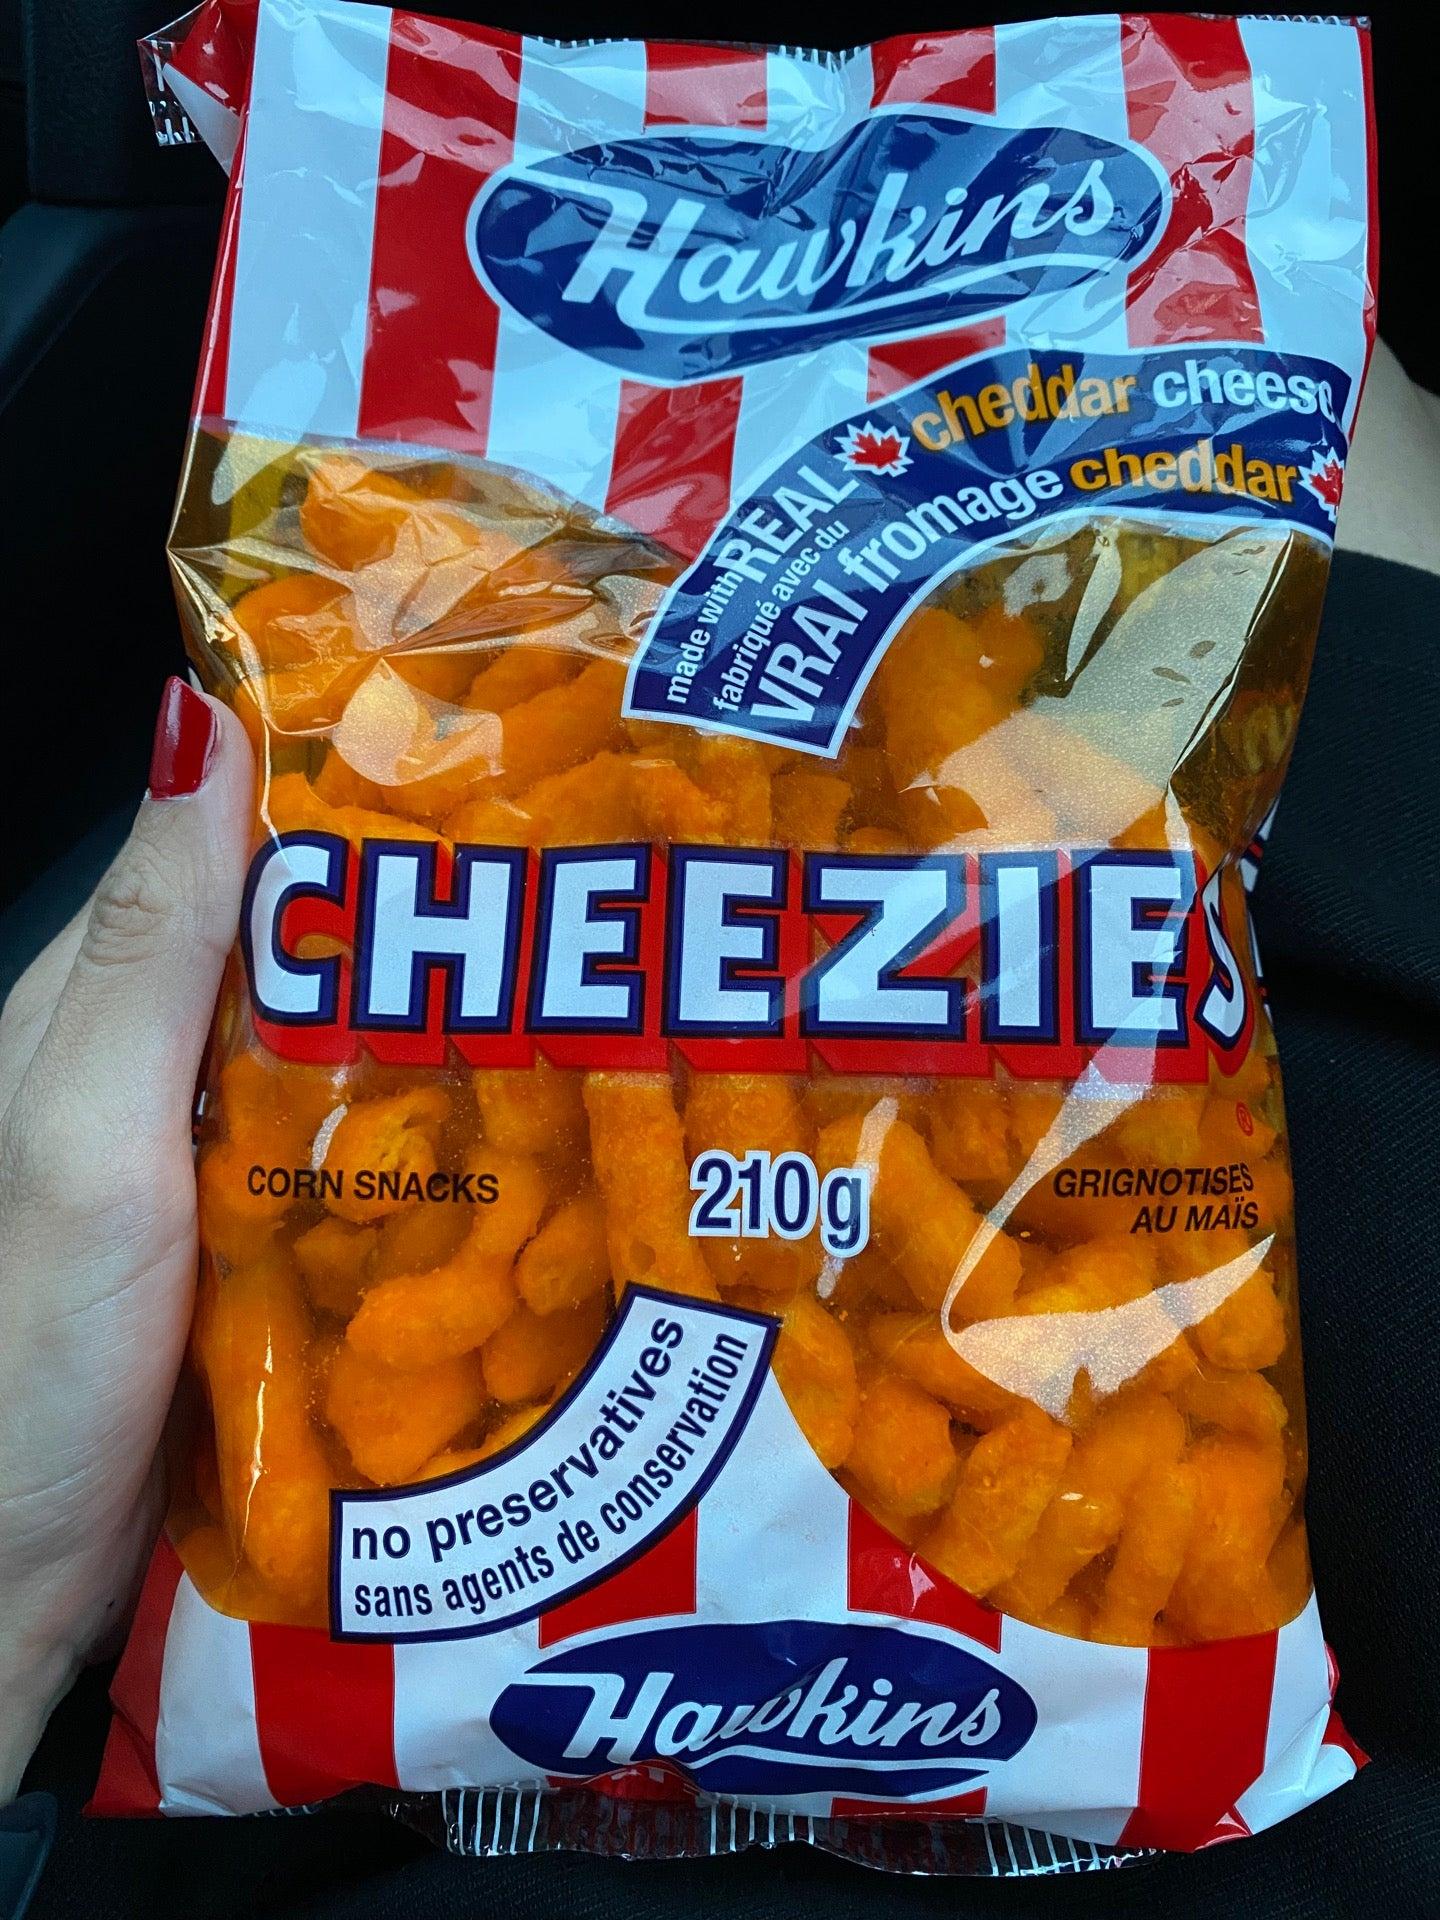 Hawkins
made with REAL cheddar cheese
fabriqué avec du
VRAI fromage cheddar
CHEEZIES
®
CORN SNACKS
210g
GRIGNOTISES
AU MAÏS
no preservatives
sans agents de conservation
Hawkins